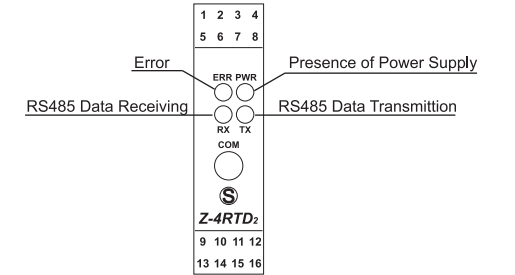 1 2 3 4
5 6 7 8
Error
ERR PWR
Presence of Power Supply
RS485 Data Receiving
RS485 Data Transmittion
RX TX
COM
S
Z-4RTD2
9 10 11 12
13 14 15 16